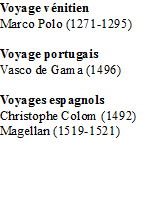 Voyage vénitien
Marco Polo (1271-1295)
Voyage portugais
Vasco de Gama (1496)
Voyages espagnols
Christophe Colom (1492)
Magellan (1519-1521)